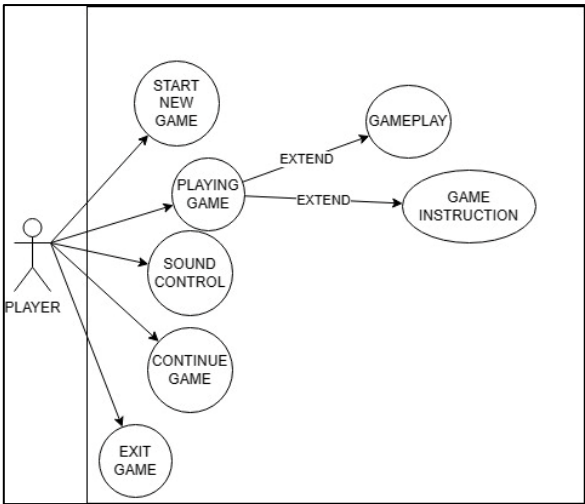 START
NEW
GAME
GAMEPLAY
EXTEND
PLAYING
GAME
EXTEND
GAME
INSTRUCTION
SOUND
CONTROL
PLAYER
CONTINUE
GAME
EXIT
GAME